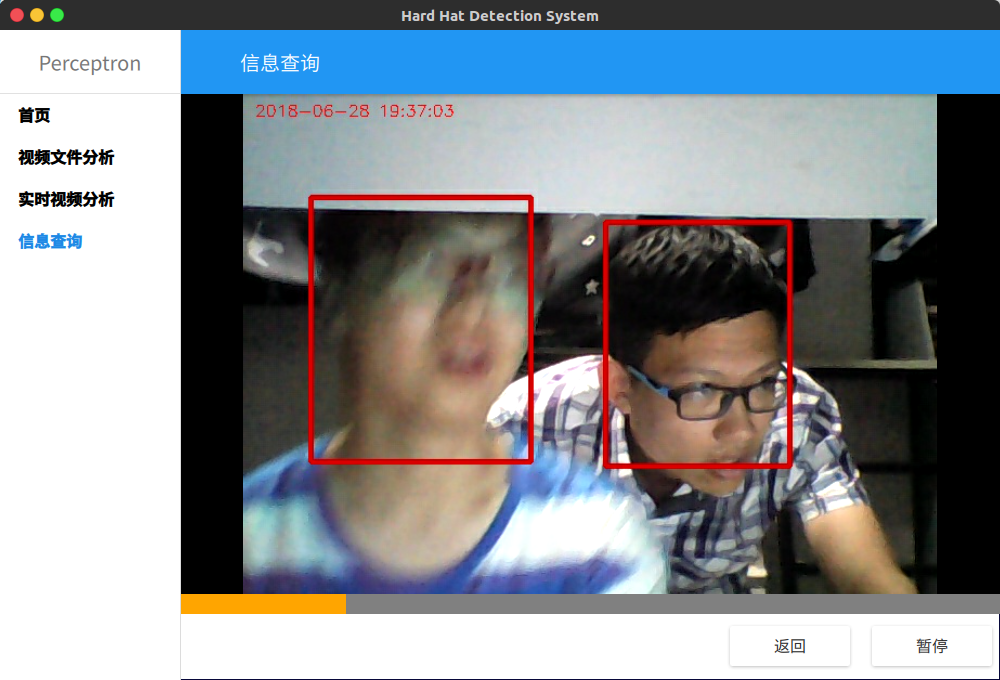 Hard Hat Detection System
Perceptron
信息查询
首页
视频文件分析
实时视频分析
信息查询
2018-06-28 19:37:03
返回
暂停